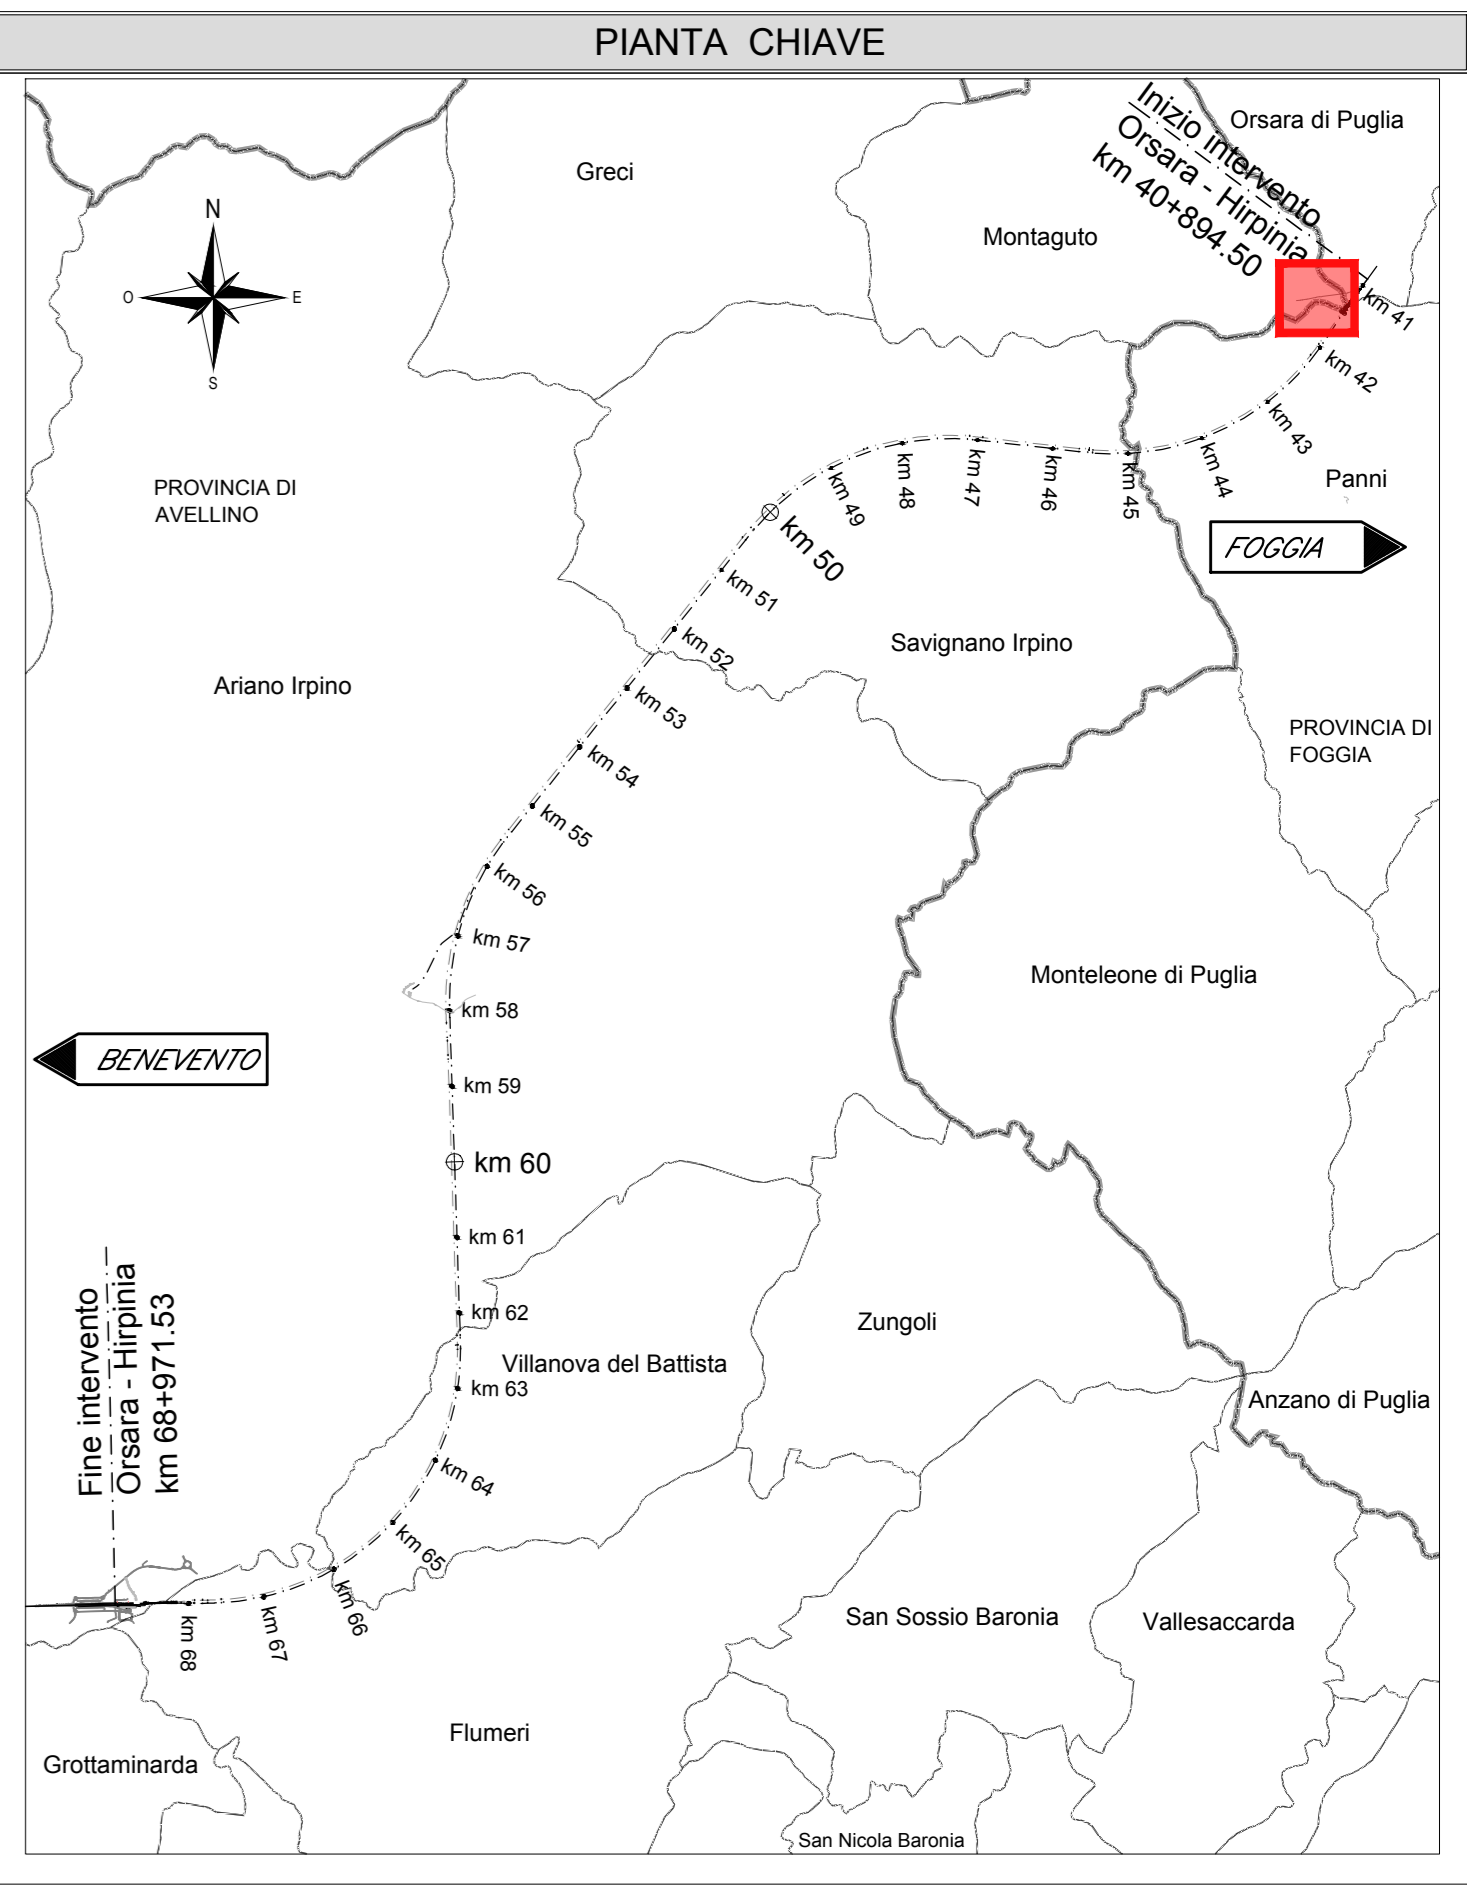 PIANTA CHIAVE
Inizio intervento
Orsara - Hirpinia
km 40+894.50
Orsara di Puglia
Greci
Montaguto
N
O
E
S
km 41
km 42
km 43
km 44
km 45
km 46
km 47
km 48
km 49
km 50
Panni
PROVINCIA DI
AVELLINO
FOGGIA
km 51
km 52
km 53
km 54
km 55
km 56
km 57
km 58
km 59
km 60
km 61
km 62
km 63
km 64
km 65
km 66
km 67
km 68
Savignano Irpino
Ariano Irpino
PROVINCIA DI
FOGGIA
Monteleone di Puglia
BENEVENTO
Fine intervento
Orsara - Hirpinia
km 68+971.53
Zungoli
Villanova del Battista
Anzano di Puglia
San Sossio Baronia
Vallesaccarda
Flumeri
Grottaminarda
San Nicola Baronia